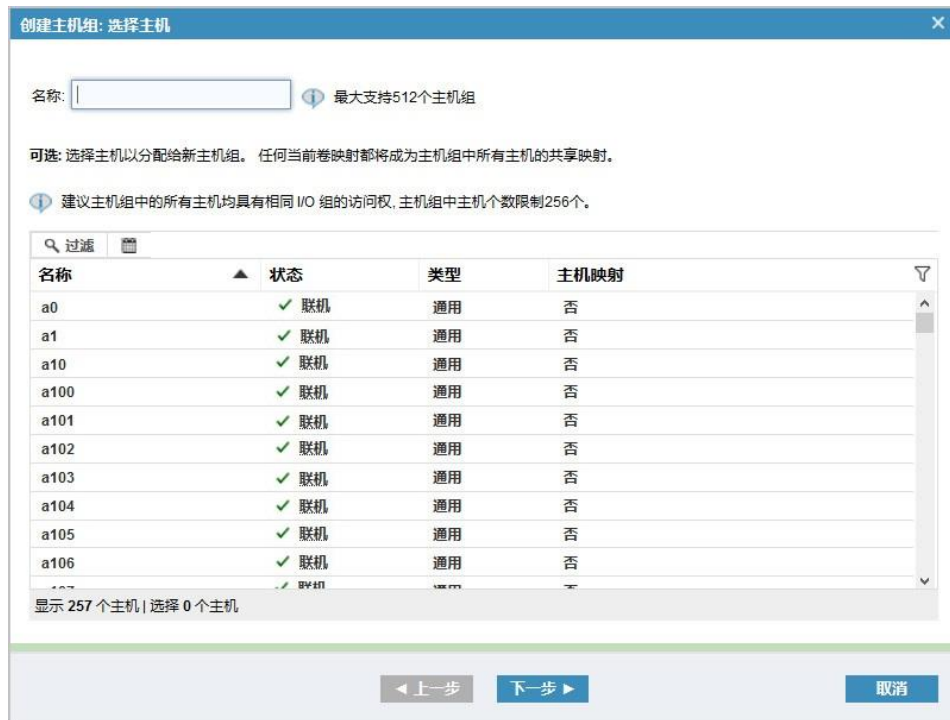 创建主机组: 选择主机
名称: 最大支持512个主机组
可选: 选择主机以分配给新主机组。 任何当前卷映射都将成为主机组中所有主机的共享映射。
建议主机组中的所有主机均具有相同 I/O 组的访问权, 主机组中主机个数限制256个。
过滤
名称 状态 类型 主机映射
a0 联机 通用 否
a1 联机 通用 否
a10 联机 通用 否
a100 联机 通用 否
a101 联机 通用 否
a102 联机 通用 否
a103 联机 通用 否
a104 联机 通用 否
a105 联机 通用 否
a106 联机 通用 否
显示 257 个主机 | 选择 0 个主机
上一步 下一步 取消